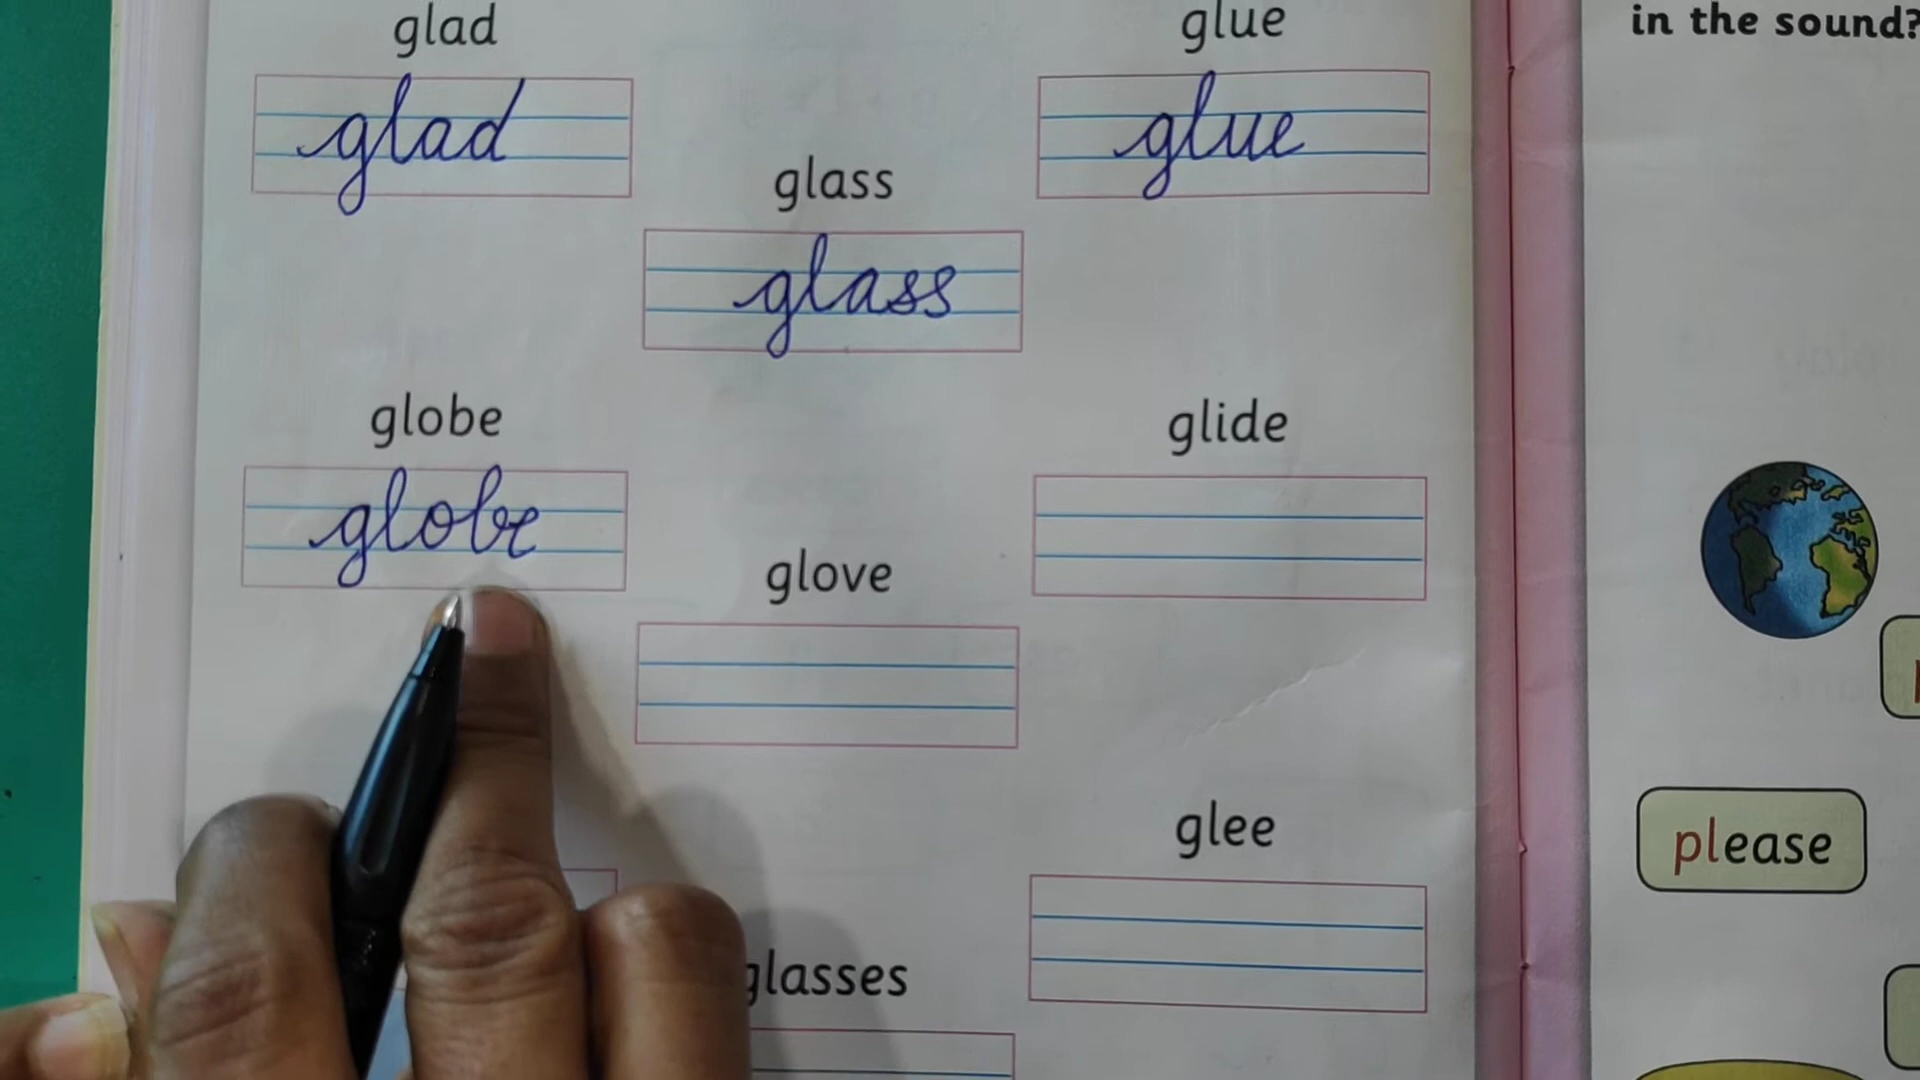 glad
glue
glad
glue
glass
glass
globe
glide
globe
glove
glee
glasses
in the sound?
please